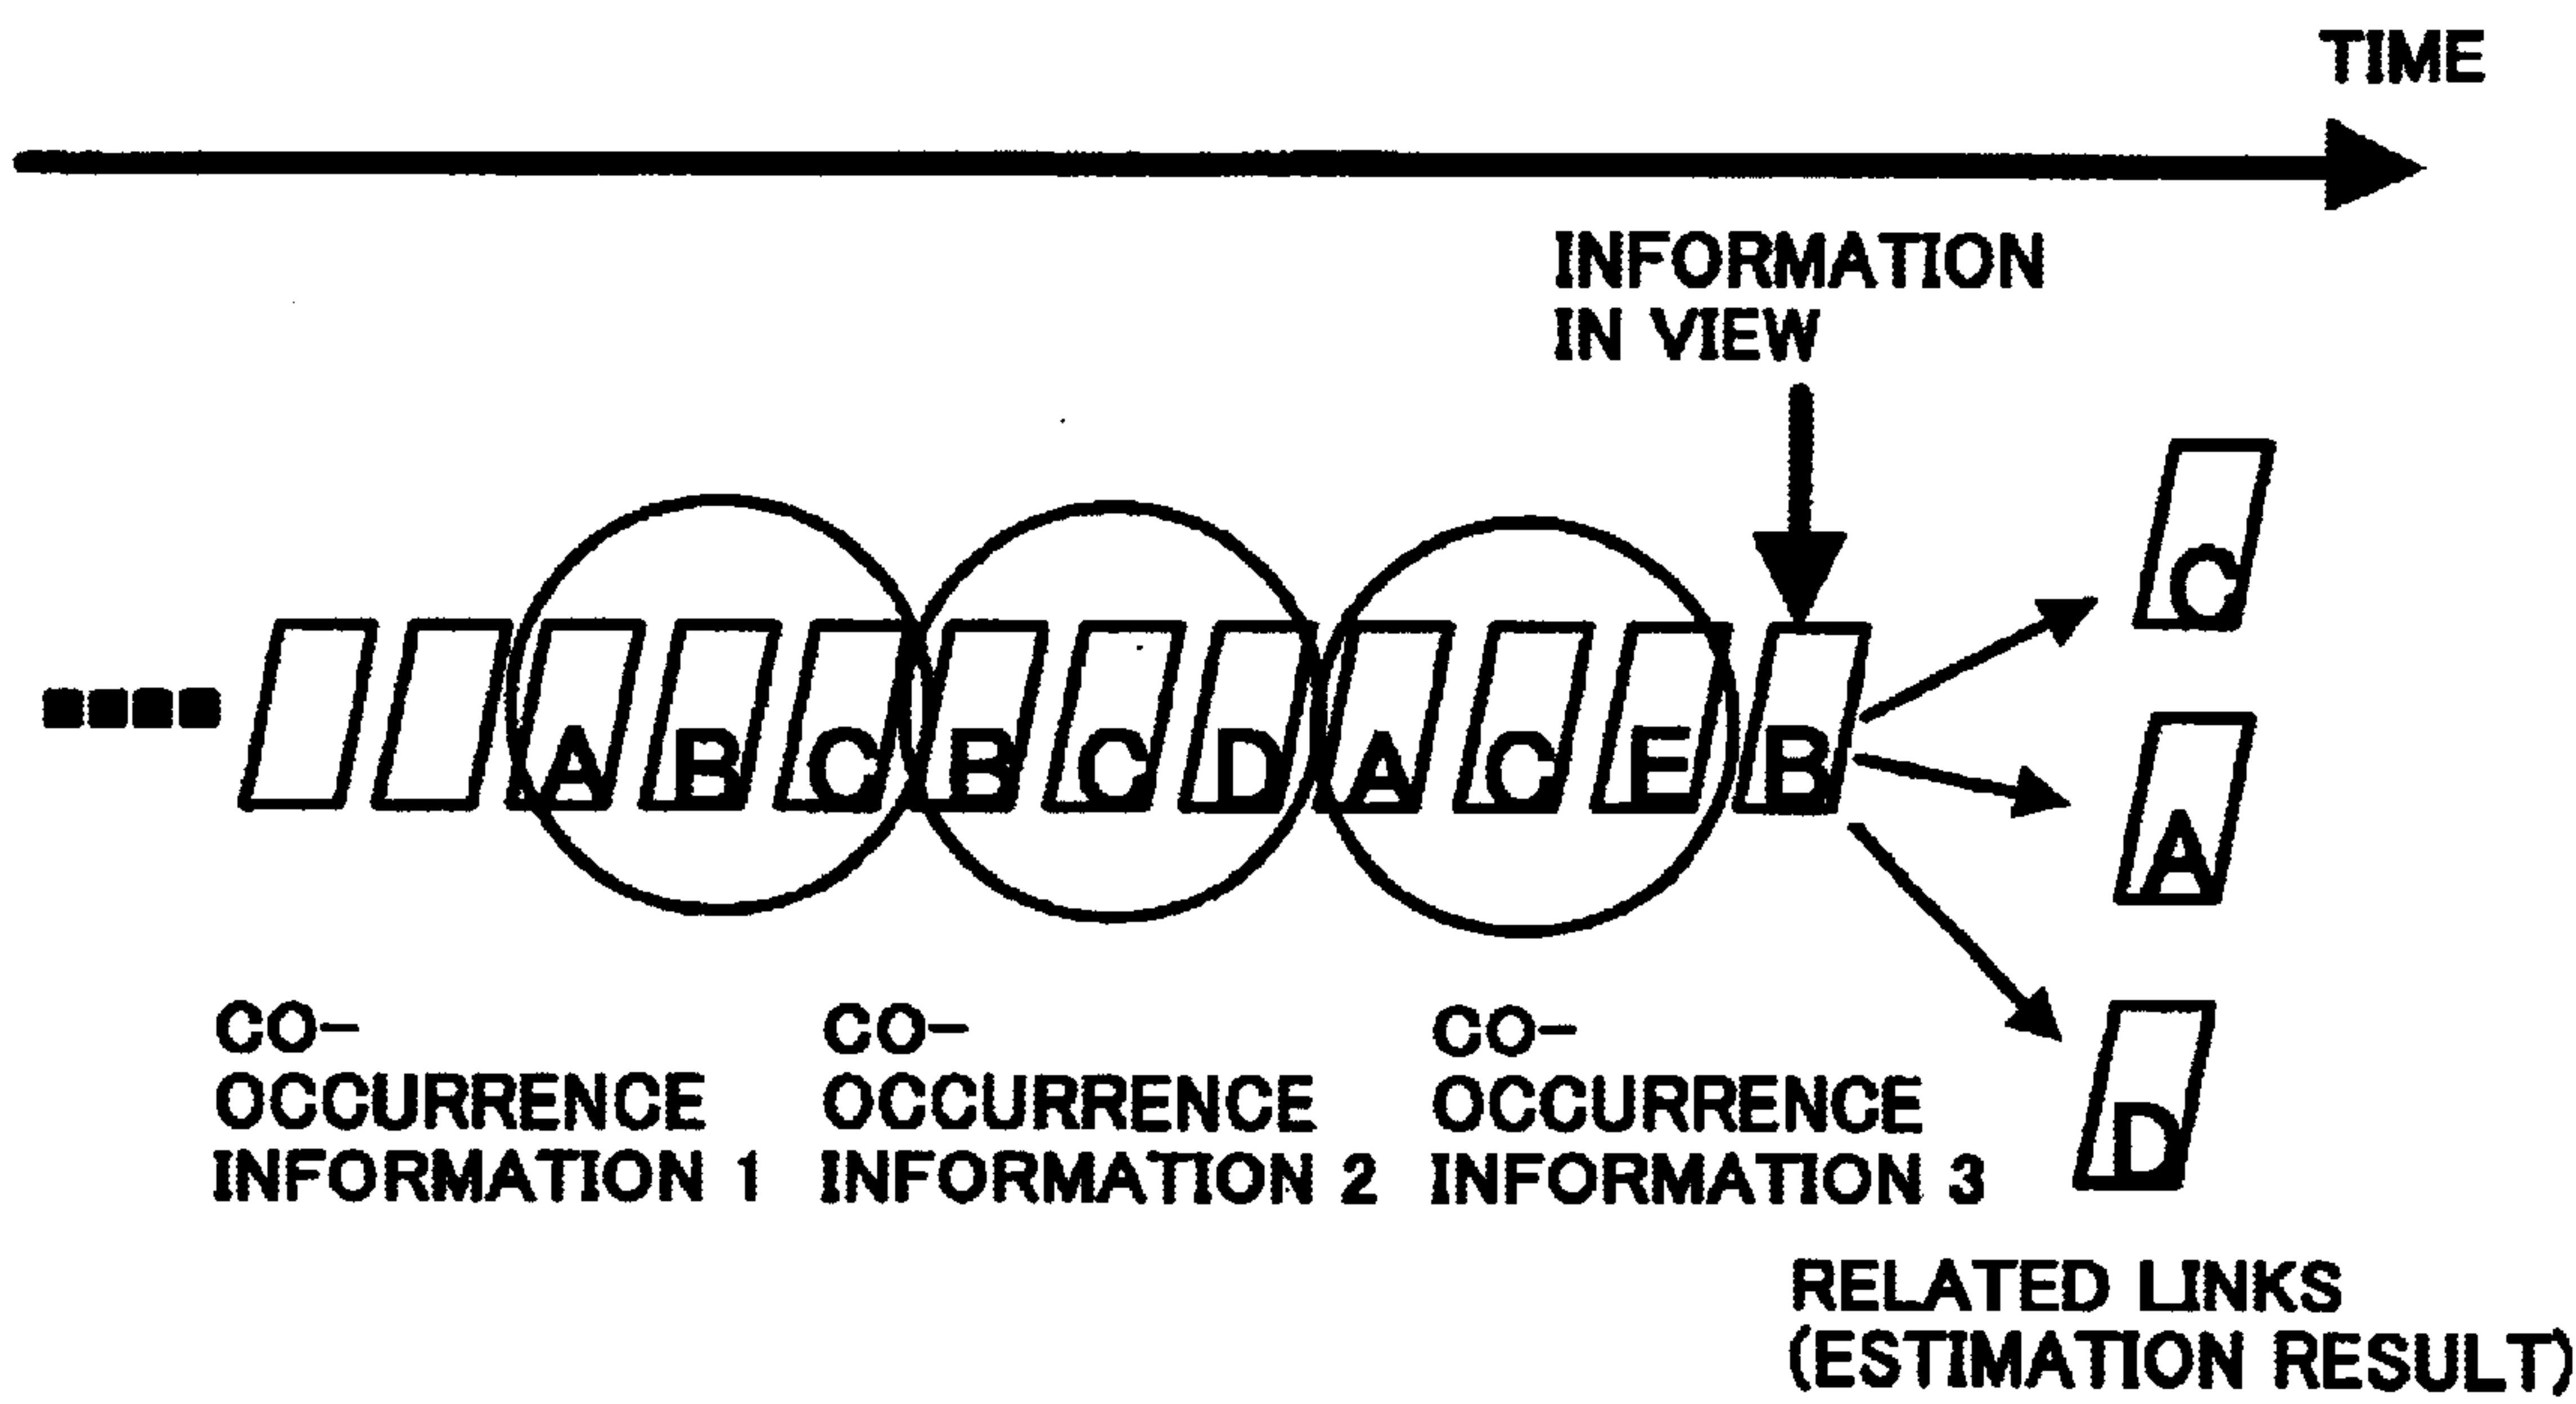 TIME
INFORMATION
IN VIEW
C
A B C B C D A C E B
A
D
CO-
OCCURRENCE
INFORMATION 1
CO-
OCCURRENCE
INFORMATION 2
CO-
OCCURRENCE
INFORMATION 3
RELATED LINKS
(ESTIMATION RESULT)